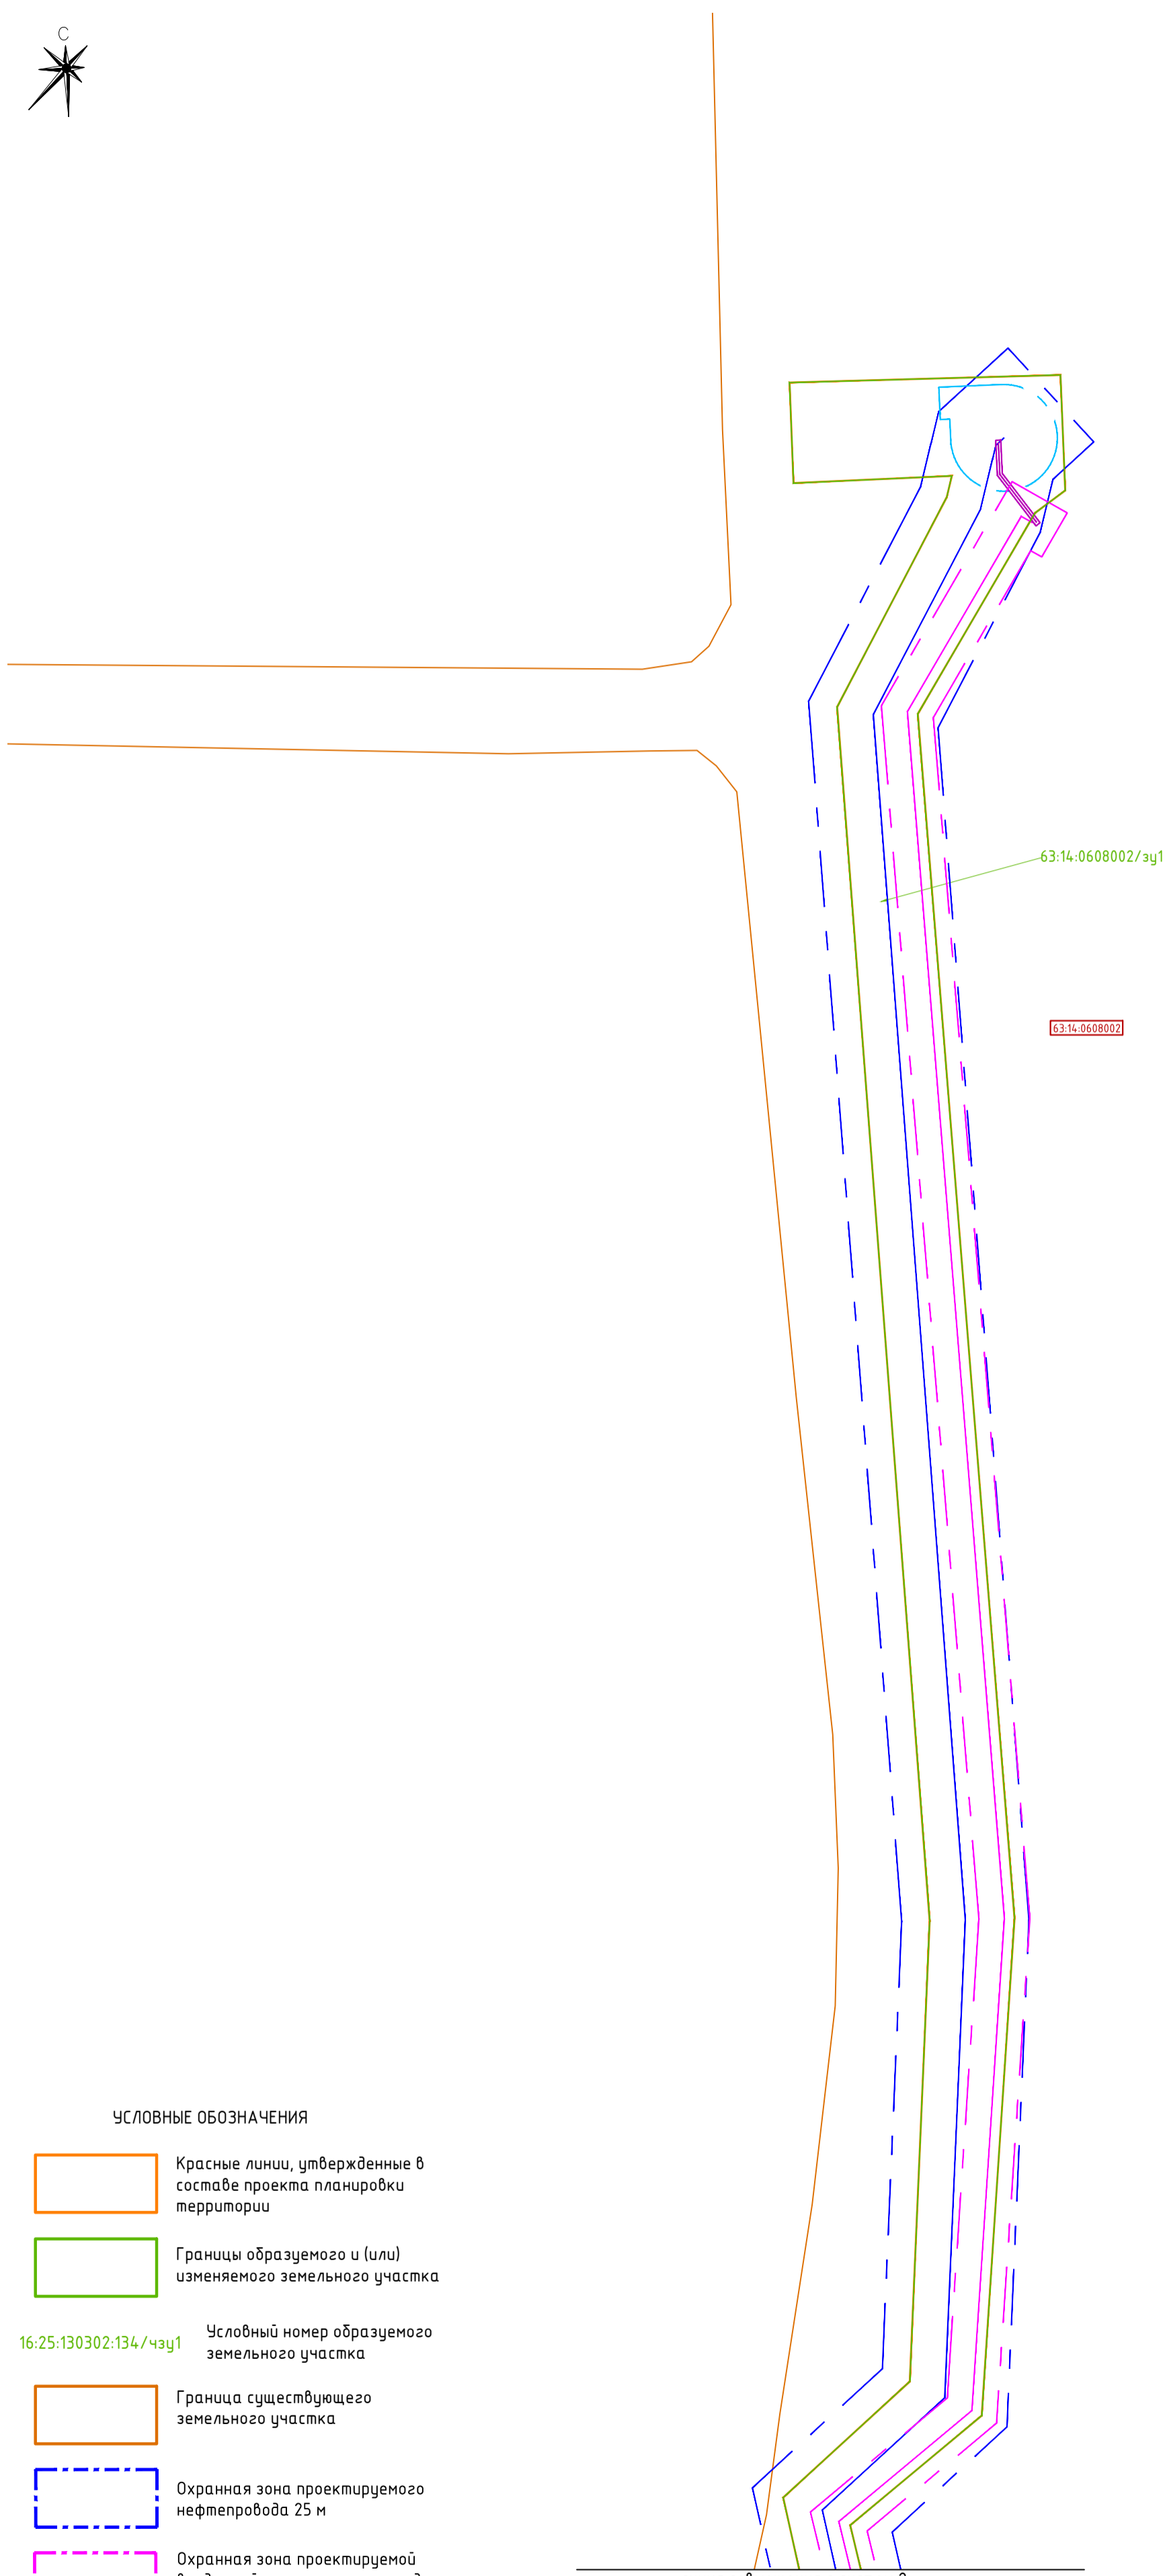 С
63:14:0608002/зу1
63:14:0608002
УСЛОВНЫЕ ОБОЗНАЧЕНИЯ
Красные линии, утвержденные в
составе проекта планировки
территории
Границы образуемого и (или)
изменяемого земельного участка
16:25:130302:134/чзу1
Условный номер образуемого
земельного участка
Граница существующего
земельного участка
Охранная зона проектируемого
нефтепровода 25 м
Охранная зона проектируемой